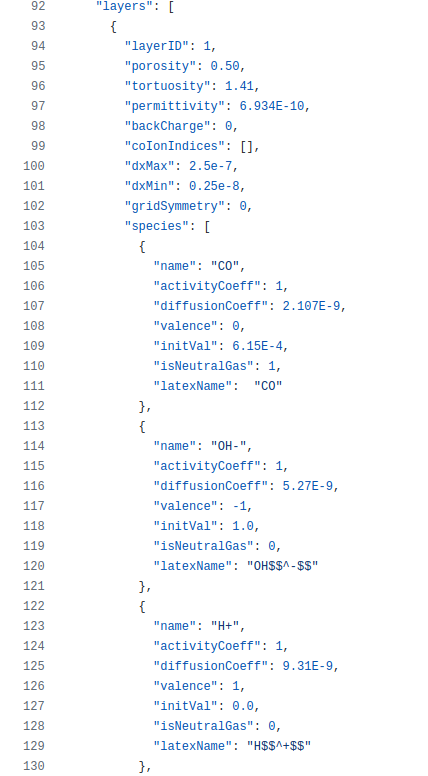 92 "layers": [
93 {
94 "layerID": 1,
95 "porosity": 0.50,
96 "tortuosity": 1.41,
97 "permittivity": 6.934E-10,
98 "backCharge": 0,
99 "coIonIndices": [],
100 "dxMax": 2.5e-7,
101 "dxMin": 0.25e-8,
102 "gridSymmetry": 0,
103 "species": [
104 {
105 "name": "CO",
106 "activityCoeff": 1,
107 "diffusionCoeff": 2.107E-9,
108 "valence": 0,
109 "initVal": 6.15E-4,
110 "isNeutralGas": 1,
111 "latexName":  "CO"
112 },
113 {
114 "name": "OH-",
115 "activityCoeff": 1,
116 "diffusionCoeff": 5.27E-9,
117 "valence": -1,
118 "initVal": 1.0,
119 "isNeutralGas": 0,
120 "latexName": "OH$$^-$$"
121 },
122 {
123 "name": "H+",
124 "activityCoeff": 1,
125 "diffusionCoeff": 9.31E-9,
126 "valence": 1,
127 "initVal": 0.0,
128 "isNeutralGas": 0,
129 "latexName": "H$$^+$$"
130 },